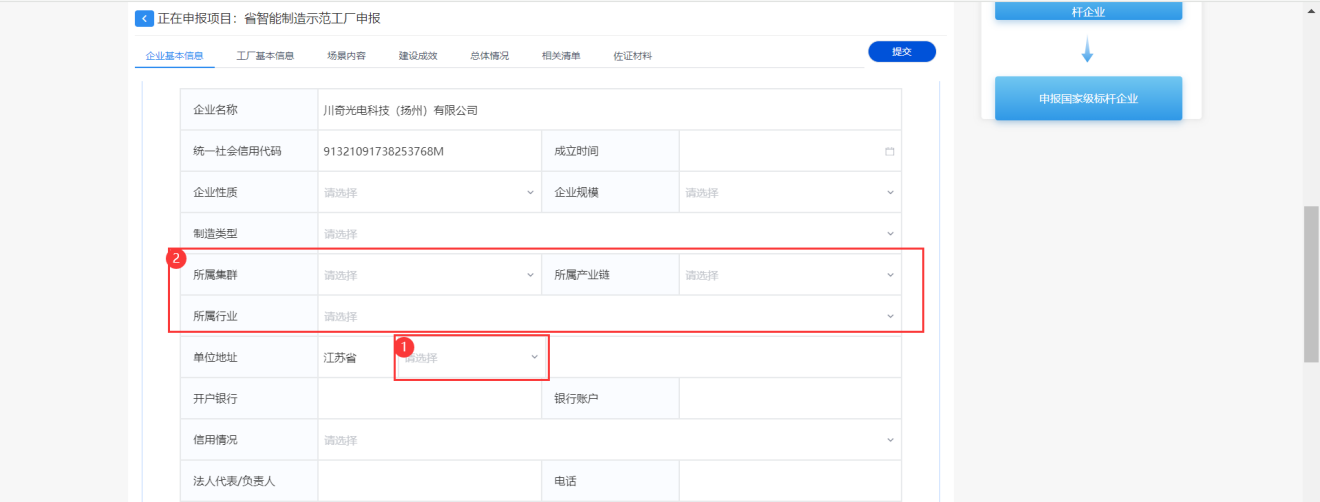 正在申报项目：省智能制造示范工厂申报
企业基本信息 工厂基本信息 场景内容 建设成效 总体情况 相关清单 佐证材料 提交
企业名称 川奇光电科技（扬州）有限公司
统一社会信用代码 91321091738253768M 成立时间
企业性质 请选择 企业规模 请选择
制造类型 请选择
2
所属集群 请选择 所属产业链 请选择
所属行业 请选择
1
单位地址 江苏省 请选择
开户银行 银行账户
信用情况 请选择
法人代表/负责人 电话
杆企业
申报国家级标杆企业